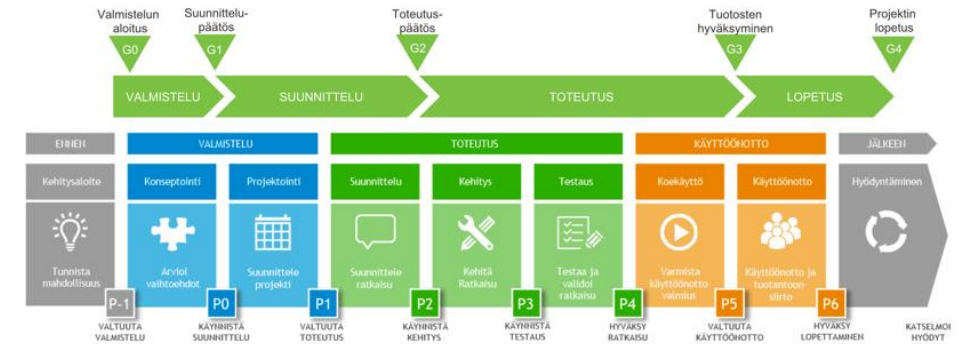 Valmistelun
aloitus
Suunnittelu-
päätös
Toteutus-
päätös
Tuotosten
hyväksyminen
Projektin
lopetus
G0
G1
G2
G3
G4
VALMISTELU
SUUNNITTELU
TOTEUTUS
LOPETUS
ENNEN
VALMISTELU
TOTEUTUS
KÄYTTÖÖNOTTO
JÄLKEEN
Kehitysaloite
Konseptointi
Projektointi
Suunnittelu
Kehitys
Testaus
Koekäyttö
Käyttöönotto
Hyödyntäminen
Tunnista
mahdollisuus
Arvioi
vaihtoehdot
Suunnittele
projekti
Suunnittele
ratkaisu
Kehitä
Ratkaisu
Testaa ja
validoi
ratkaisu
Varmista
käyttöönotto-
valmius
Käyttöönotto ja
tuotantoon-
siirto
P-1
P0
P1
P2
P3
P4
P5
P6
VALTUUTA
VALMISTELU
KÄYNNISTÄ
SUUNNITTELU
VALTUUTA
TOTEUTUS
KÄYNNISTÄ
KEHITYS
KÄYNNISTÄ
TESTAUS
HYVÄKSY
RATKAISU
VALTUUTA
KÄYTTÖÖNOTTO
HYVÄKSY
LOPETTAMINEN
KATSELMOI
HYÖDYT